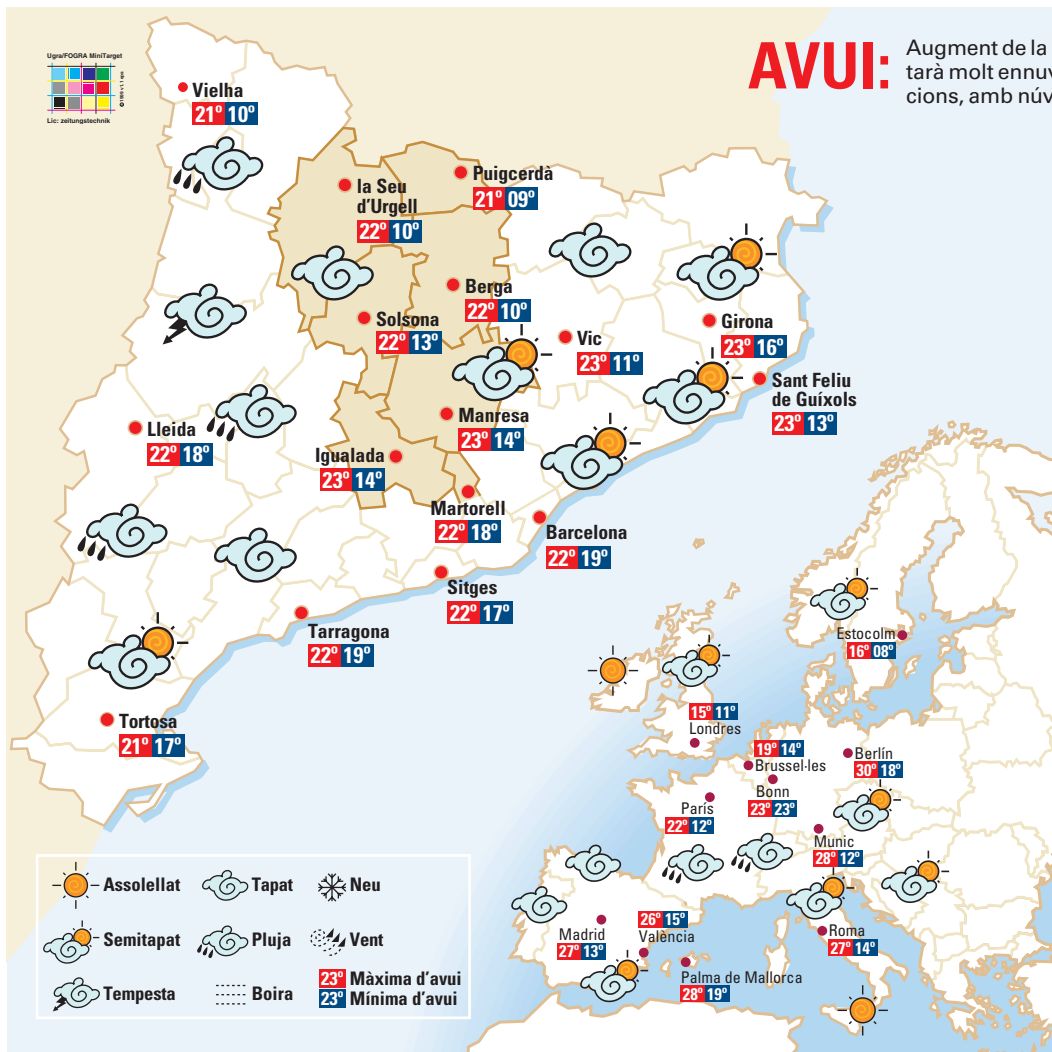 Ugra/FOGRA MiniTarget
Lic: zeitungstechnik
AVUI:
Augment de la
tarà molt ennuv
cions, amb núv
Vielha
21º 10º
la Seu
d'Urgell
22º 10º
Puigcerdà
21º 09º
Berga
22º 10º
Solsona
22º 13º
Vic
23º 11º
Girona
23º 16º
Sant Feliu
de Guíxols
23º 13º
Lleida
22º 18º
Manresa
23º 14º
Igualada
23º 14º
Martorell
22º 18º
Barcelona
22º 19º
Sitges
22º 17º
Tarragona
22º 19º
Tortosa
21º 17º
Estocolm
16º 08º
15º 11º
Londres
19º 14º
Brussel·les
Berlín
30º 18º
Bonn
23º 23º
París
22º 12º
Munic
28º 12º
Madrid
27º 13º
26º 15º
València
Roma
27º 14º
Palma de Mallorca
28º 19º
Assolellat
Tapat
Neu
Semitapat
Pluja
Vent
Tempesta
Boira
23º Màxima d'avui
23º Mínima d'avui